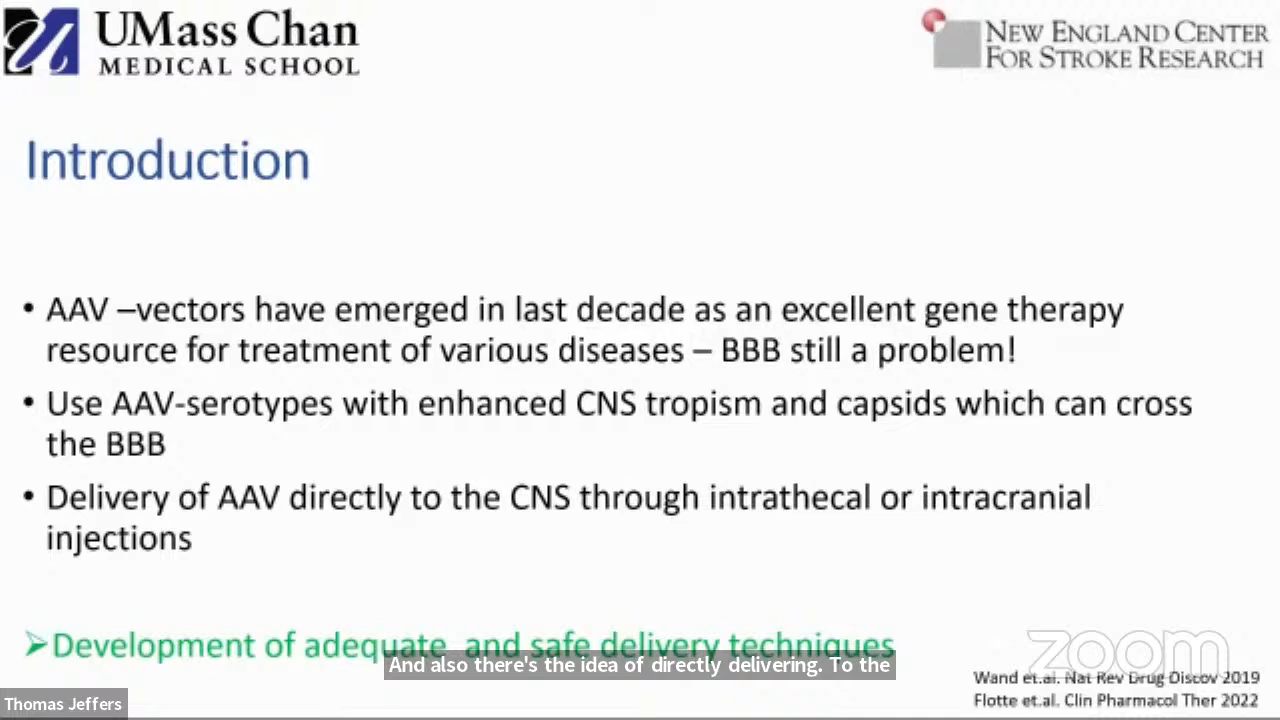 UMass Chan
MEDICAL SCHOOL
NEW ENGLAND CENTER
FOR STROKE RESEARCH
Introduction
• AAV –vectors have emerged in last decade as an excellent gene therapy
resource for treatment of various diseases – BBB still a problem!
• Use AAV-serotypes with enhanced CNS tropism and capsids which can cross
the BBB
• Delivery of AAV directly to the CNS through intrathecal or intracranial
injections
➢Development of adequate and safe delivery techniques
And also there's the idea of directly delivering. To the
zoom
Wand et.al. Nat Rev Drug Discov 2019
Flotte et.al. Clin Pharmacol Ther 2022
Thomas Jeffers